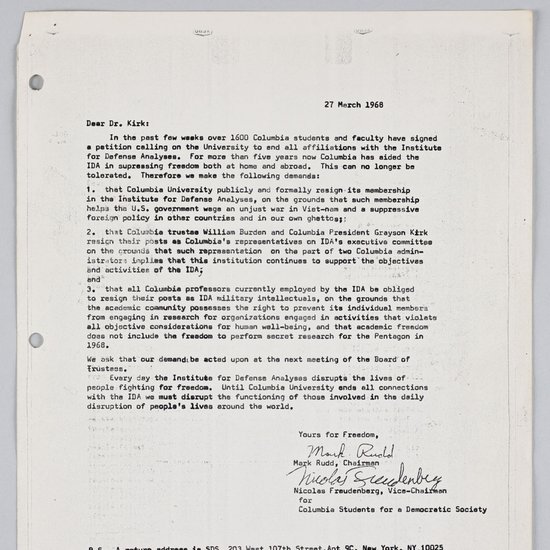 27 March 1968
Dear Dr. Kirk:
In the past few weeks over 1600 Columbia students and faculty have signed
a petition calling on the University to end all affiliations with the Institute
for Defense Analyses. For more than five years now Columbia has aided the
IDA in supressing freedom both at home and abroad. This can no longer be
tolerated. Therefore we make the following demands:
1. that Columbia University publicly and formally resign its membership
in the Institute for Defense Analyses, on the grounds that such membership
helps the U.S. government wage an unjust war in Viet-nam and a suppressive
foreign policy in other countries and in our own ghettos;
2. that Columbia trustee William Burden and Columbia President Grayson Kirk
resign their posts as Columbia's representatives on IDA's executive committee
on the grounds that such representation on the part of two Columbia admin-
istrators implies that this institution continues to support the objectives
and activities of the IDA;
and
3. that all Columbia professors currently employed by the IDA be obliged
to resign their posts as IDA military intellectuals, on the grounds that
the academic community possesses the right to prevent its individual members
from engaging in research for organizations engaged in activities that violate
all objective considerations for human well-being, and that academic freedom
does not include the freedom to perform secret research for the Pentagon in
1968.
We ask that our demand be acted upon at the next meeting of the Board of
Trustees.
Every day the Institute for Defense Analyses disrupts the lives of
people fighting for freedom. Until Columbia University ends all connections
with the IDA we must disrupt the functioning of those involved in the daily
disruption of people's lives around the world.
Yours for Freedom,
Mark Rudd
Mark Rudd, Chairman
Nicolas Freudenberg
Nicolas Freudenberg, Vice-Chairman
for
Columbia Students for a Democratic Society
P.S. A return address is SDS, 203 West 107th Street, Apt 9C, New York, NY 10025